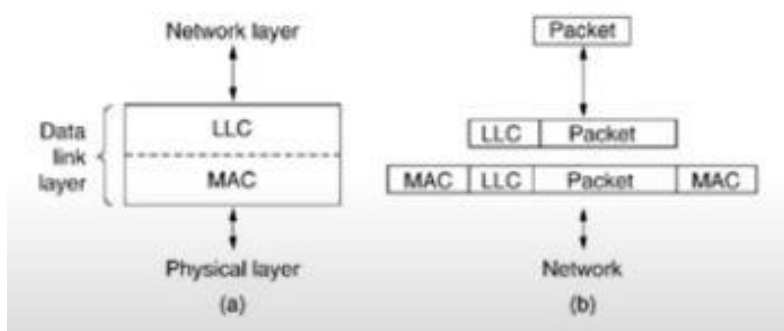 Network layer
Data
link
layer
LLC
MAC
Physical layer
(a)
Packet
LLC Packet
MAC LLC Packet MAC
Network
(b)